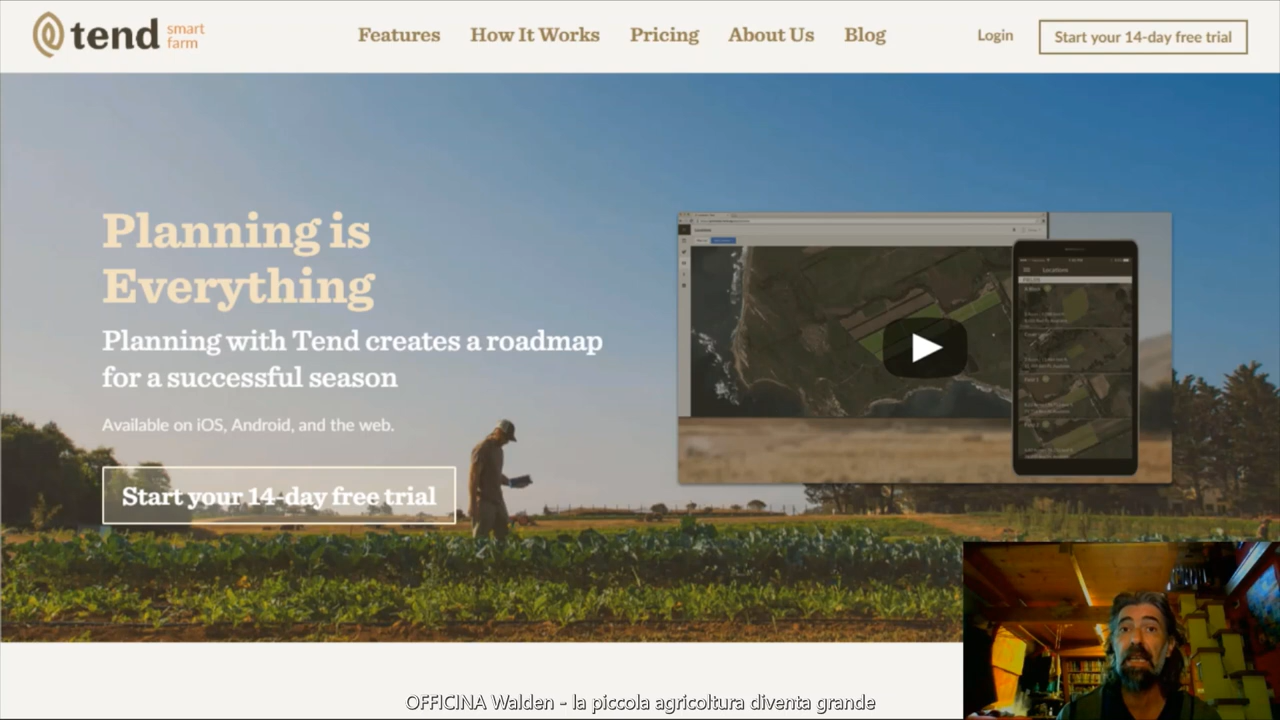 tend smart farm
Features How It Works Pricing About Us Blog Login Start your 14-day free trial
Planning is
Everything
Planning with Tend creates a roadmap
for a successful season
Available on iOS, Android, and the web.
Start your 14-day free trial
Locations
OFFICINA Walden - la piccola agricoltura diventa grande